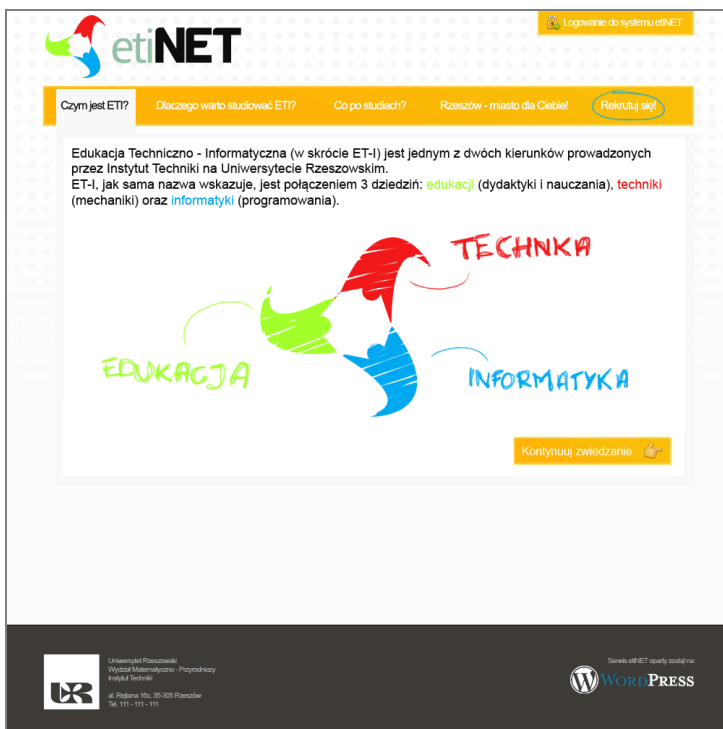 etiNET
Logowanie do systemu etiNET
Czym jest ETI?
Dlaczego warto studiować ETI?
Co po studiach?
Rzeszów - miasto dla Ciebie!
Rekrutuj się!
Edukacja Techniczno - Informatyczna (w skrócie ET-I) jest jednym z dwóch kierunków prowadzonych
przez Instytut Techniki na Uniwersytecie Rzeszowskim.
ET-I, jak sama nazwa wskazuje, jest połączeniem 3 dziedziń: edukacji (dydaktyki i nauczania), techniki
(mechaniki) oraz informatyki (programowania).
TECHNKA
EDUKACJA
INFORMATYKA
Kontynuuj zwiedzanie
Uniwersytet Rzeszowski
Wydział Matematyczno - Przyrodniczy
Instytut Techniki
al. Rejtana 16c, 35-305 Rzeszów
Tel. 111 - 111 - 111
UR
Serwis etiNET oparty został na:
WORDPRESS